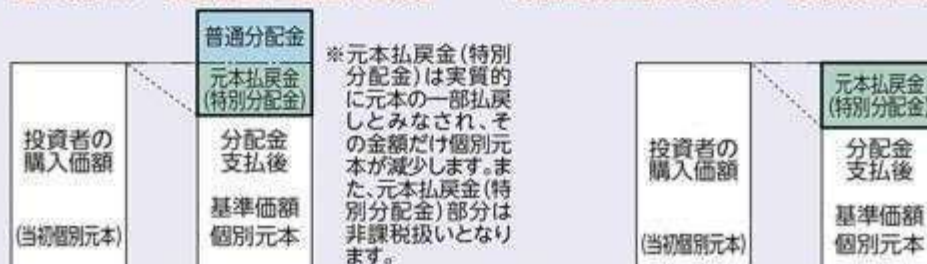 普通分配金
元本払戻金
(特別分配金)
投資者の
購入価額
(当初個別元本)
分配金
支払後
基準価額
個別元本
※元本払戻金(特別
分配金)は実質的
に元本の一部払戻
しとみなされ、そ
の金額だけ個別元
本が減少します。ま
た、元本払戻金(特
別分配金)部分は
非課税扱いとなり
ます。
投資者の
購入価額
(当初個別元本)
元本払戻金
(特別分配金)
分配金
支払後
基準価額
個別元本